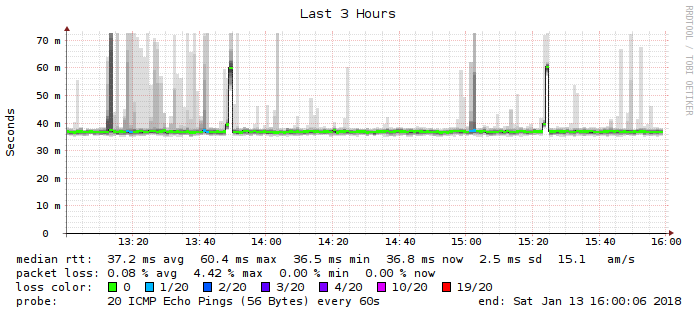 Last 3 Hours
RRDTOOL / TOBI OETIKER
Seconds
70 m
60 m
50 m
40 m
30 m
20 m
10 m
0
13:20 13:40 14:00 14:20 14:40 15:00 15:20 15:40 16:00
median rtt: 37.2 ms avg 60.4 ms max 36.5 ms min 36.8 ms now 2.5 ms sd 15.1 am/s
packet loss: 0.08 % avg 4.42 % max 0.00 % min 0.00 % now
loss color: 0 1/20 2/20 3/20 4/20 10/20 19/20
probe: 20 ICMP Echo Pings (56 Bytes) every 60s end: Sat Jan 13 16:00:06 2018